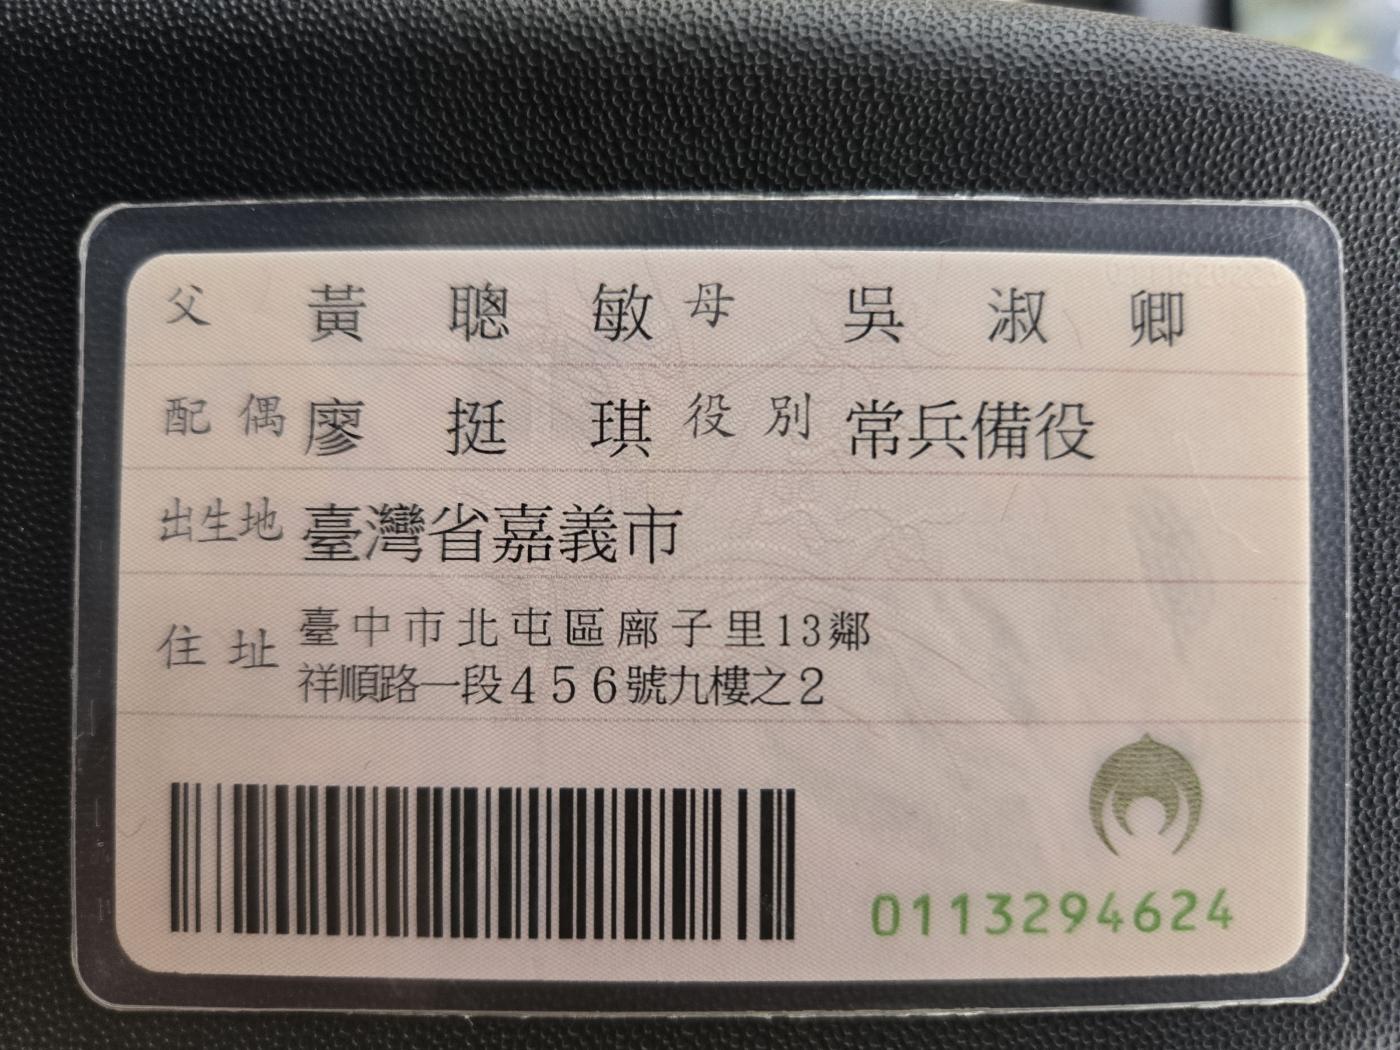 父 黃聰敏 母 吳淑卿
配偶 廖挺琪 役別 常兵備役
出生地 臺灣省嘉義市
住址 臺中市北屯區廍子里13鄰
祥順路一段456號九樓之2
0113294624